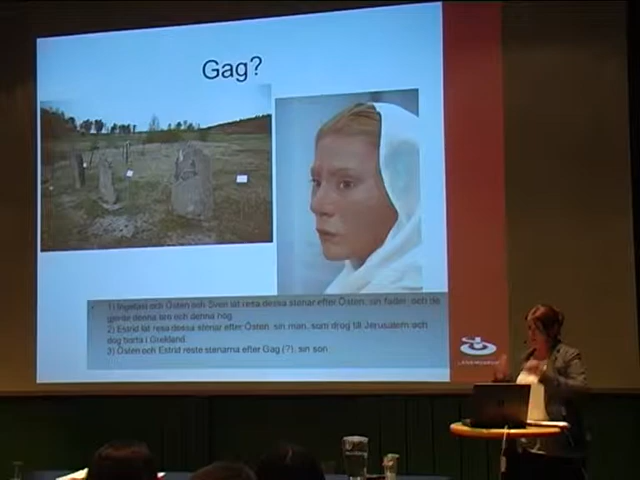 Gag?
1) Ingefast och Östen och Sven lät resa dessa stenar efter Östen, sin fader, och de
gjorde denna bro och denna hög
2) Estrid lät resa dessa stenar efter Östen, sin man, som drog till Jerusalem och
dog borta i Grekland.
3) Östen och Estrid reste stenarna efter Gag (?), sin son